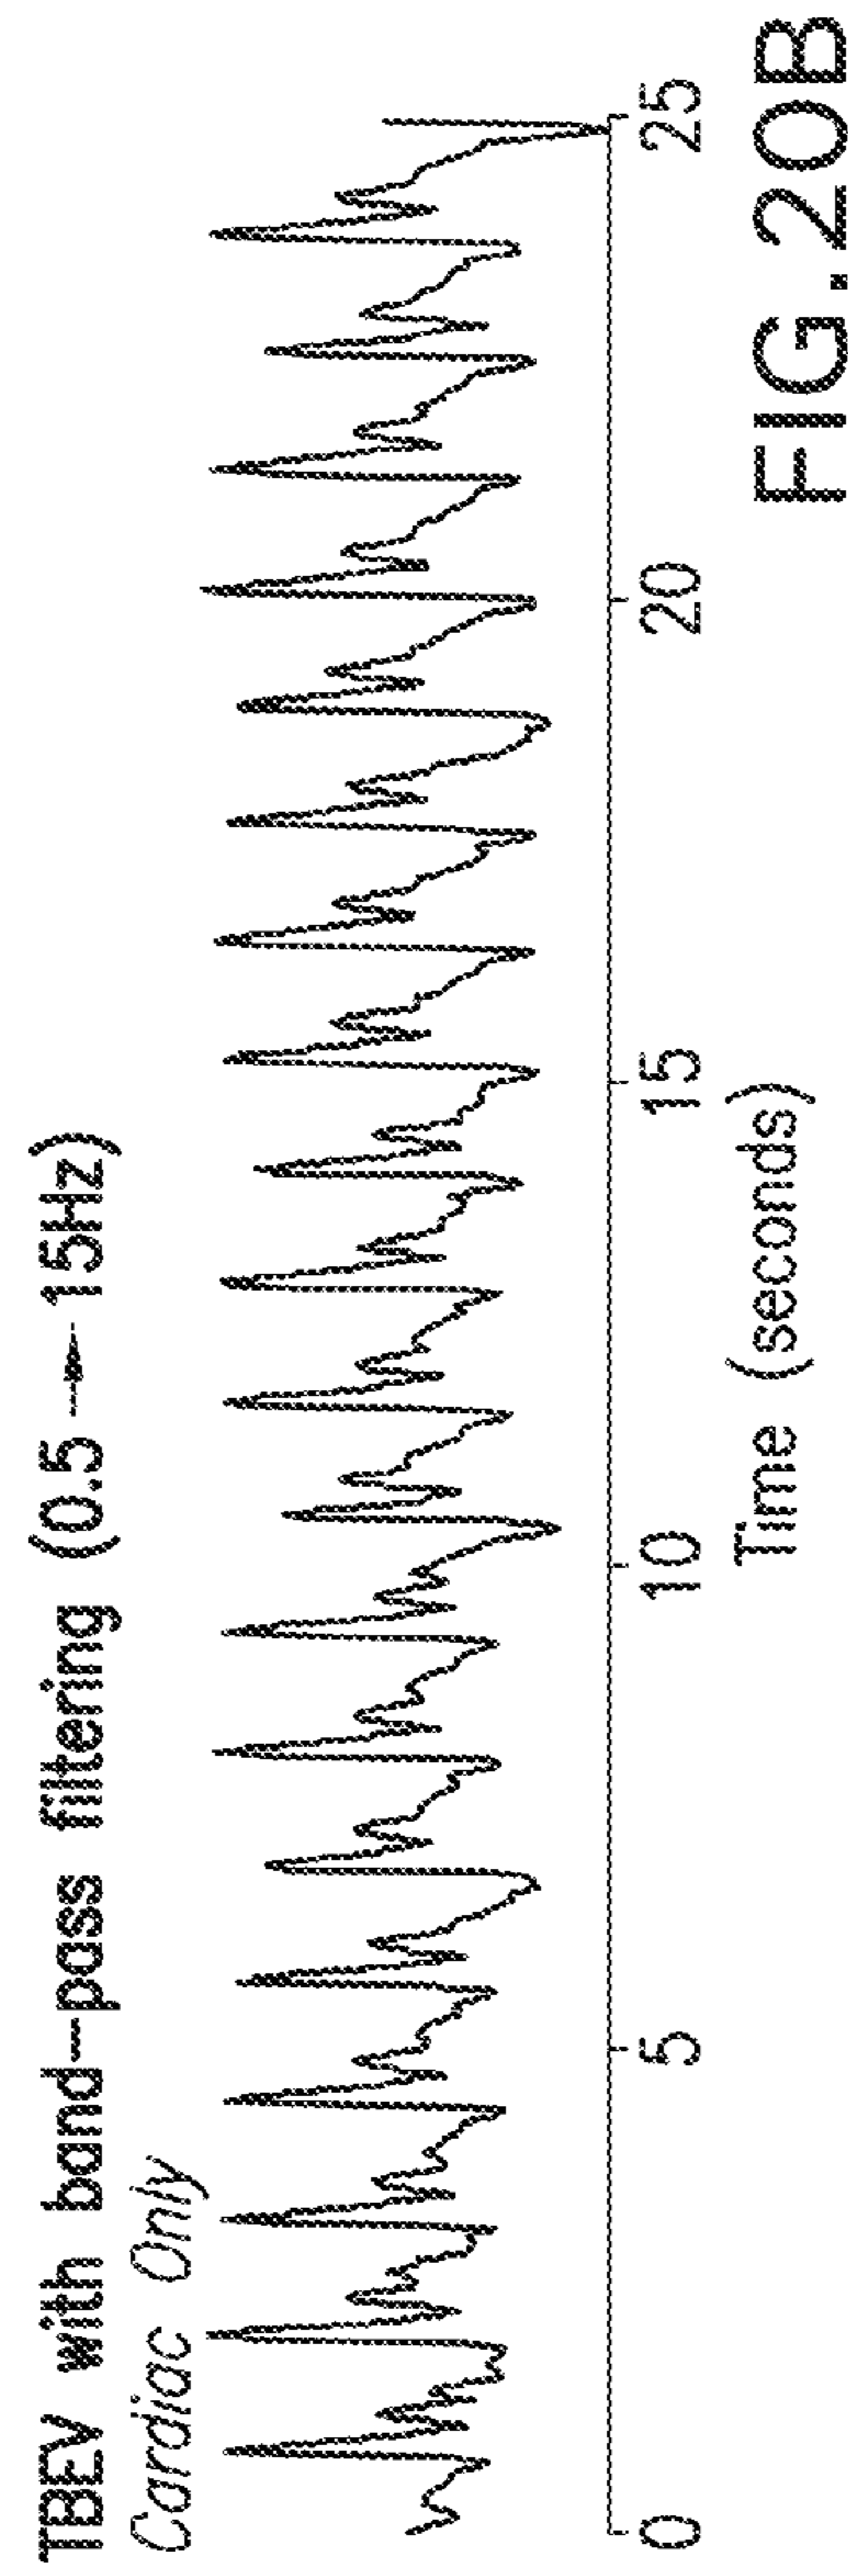 TBEV with band-pass filtering (0.5 → 15Hz)
Cardiac Only
0 5 10 15 20 25
Time (seconds)
FIG.20B